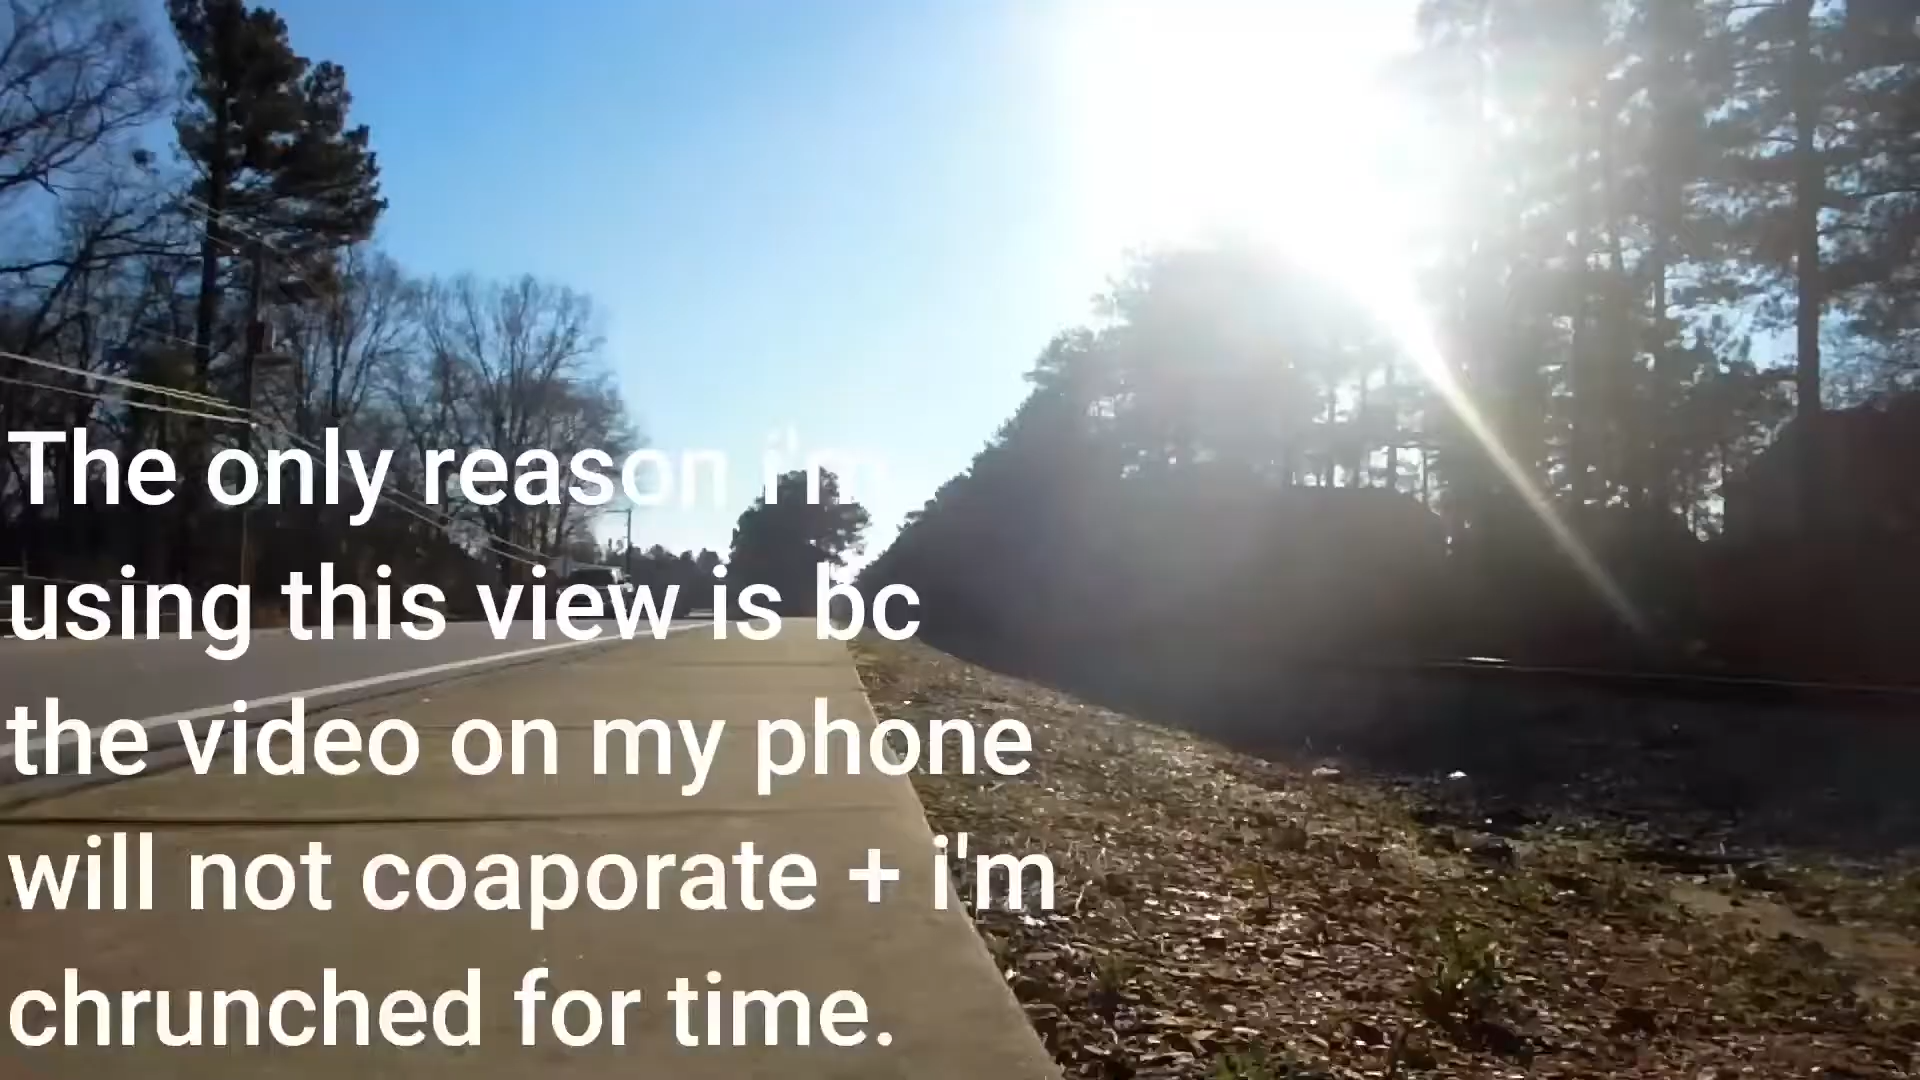 The only reason i'm
using this view is bc
the video on my phone
will not coaporate + i'm
chrunched for time.